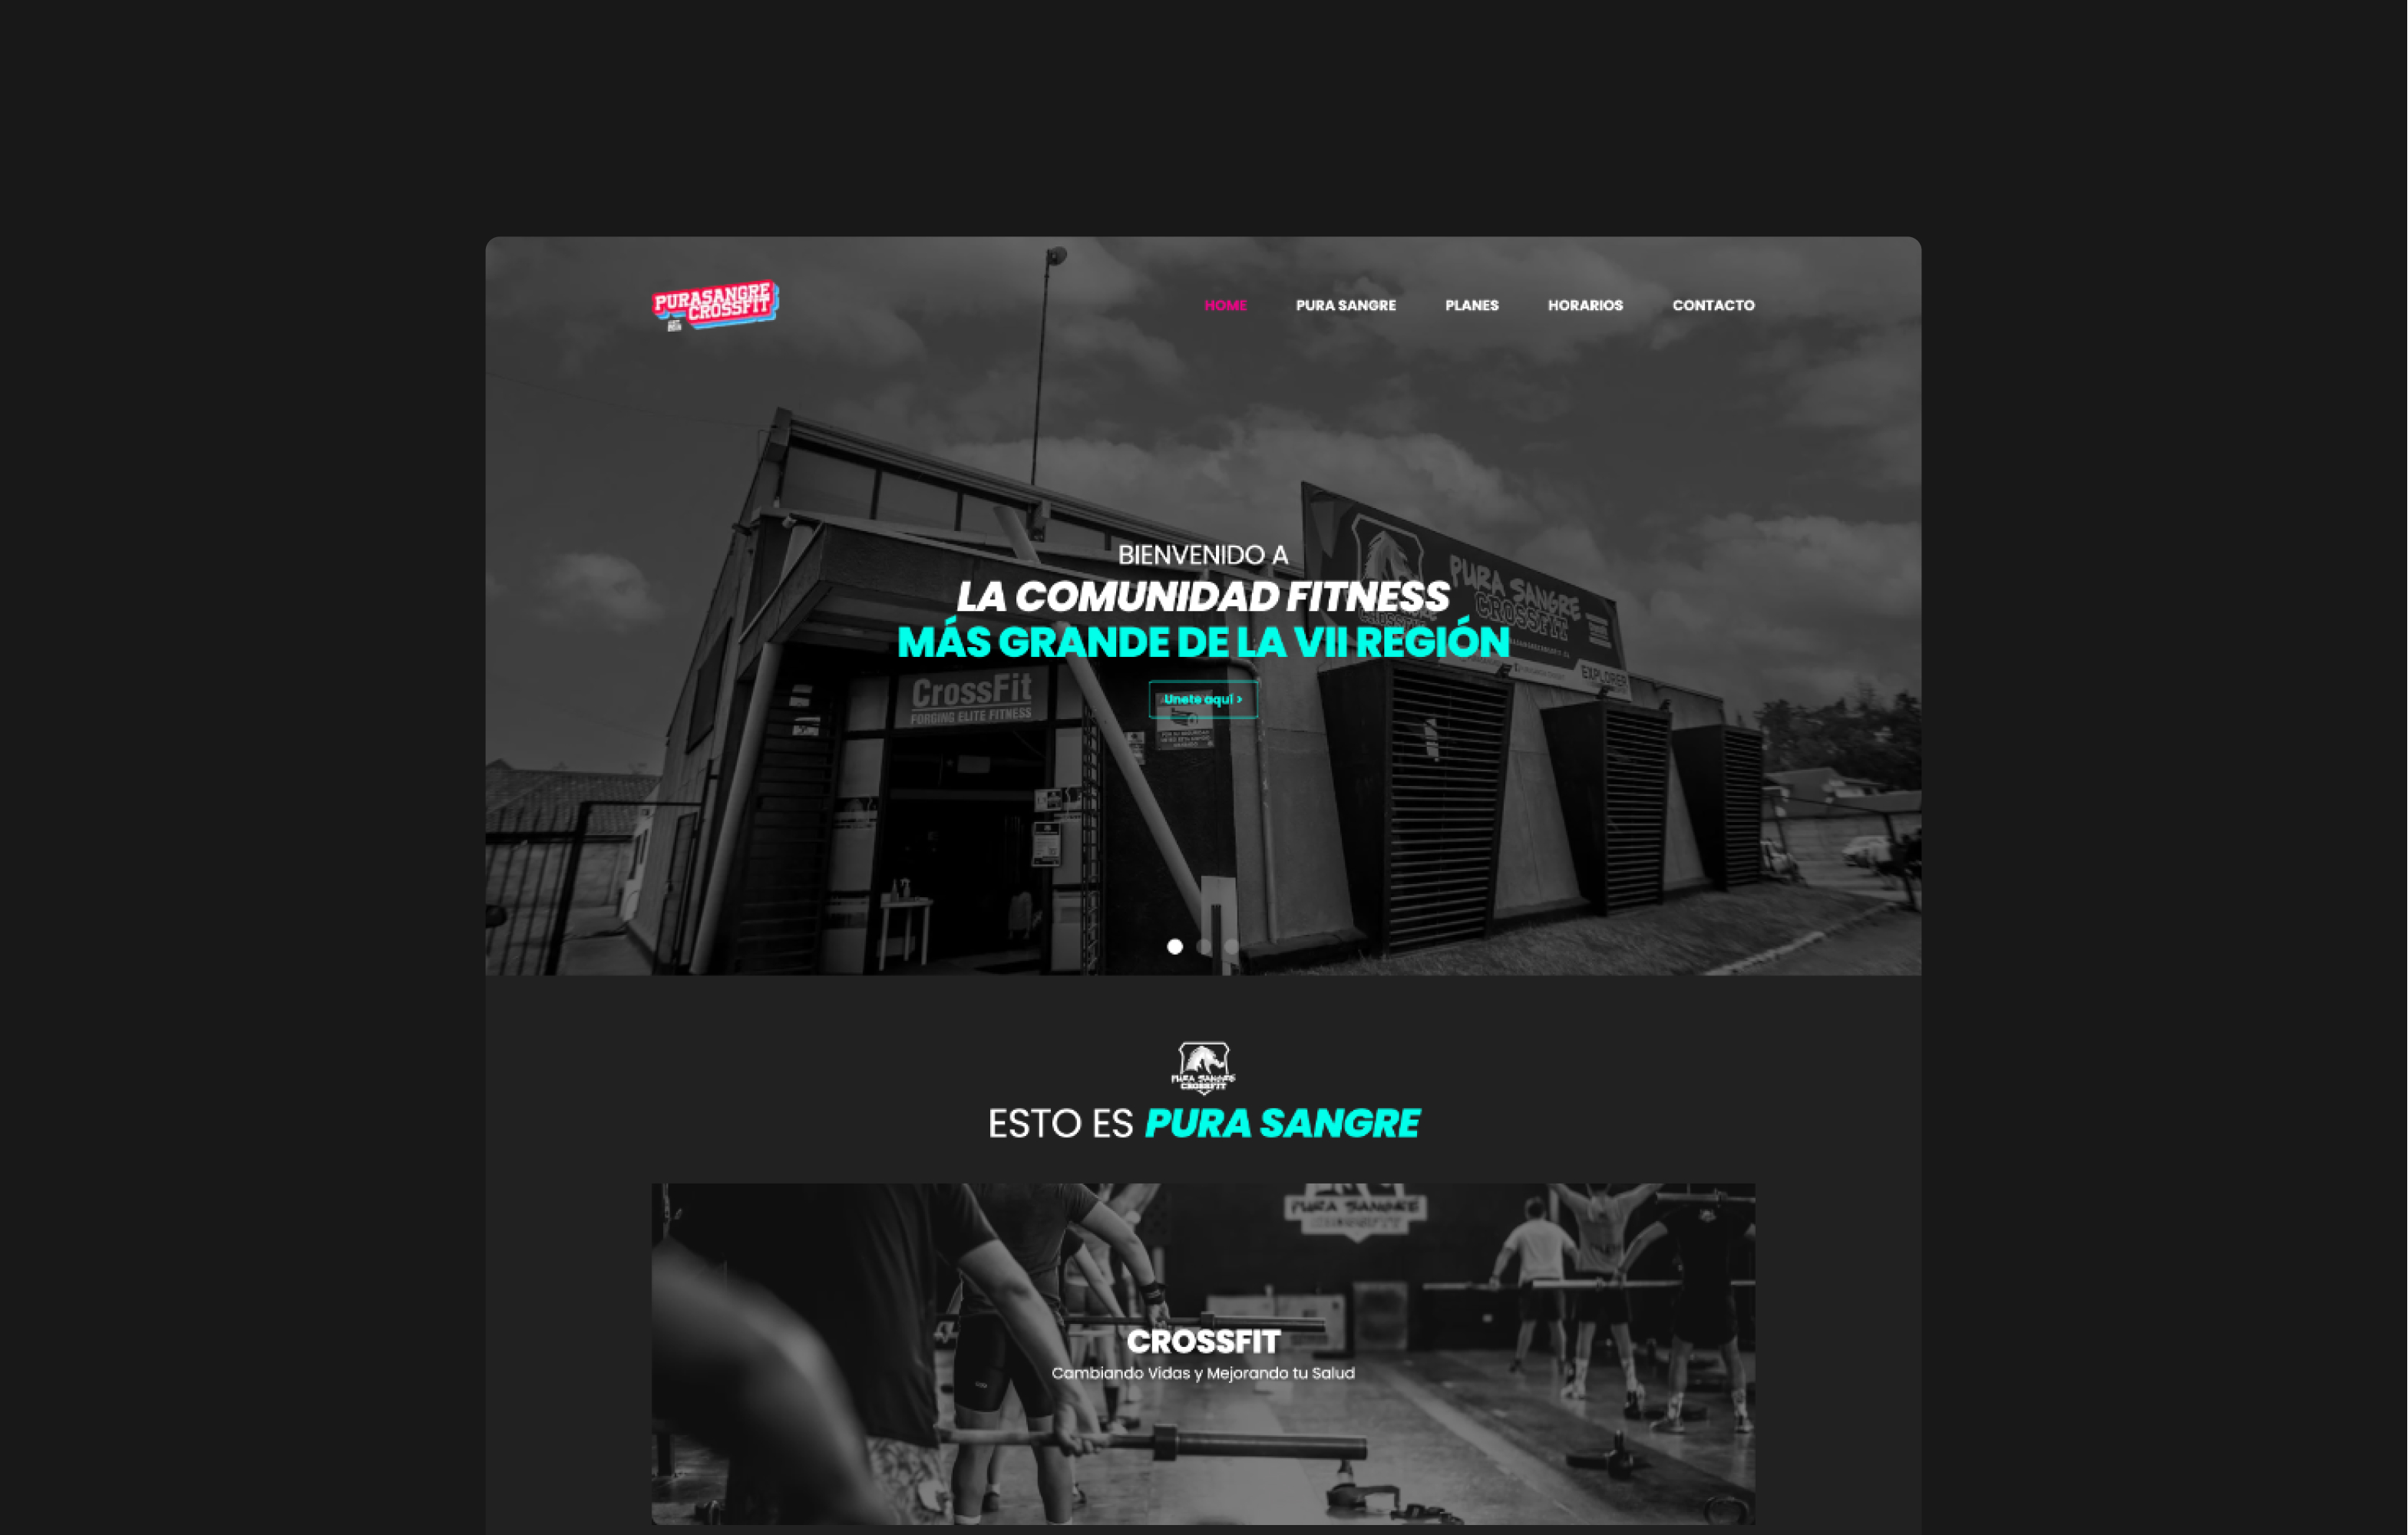 PURASANGRE
CROSSFIT
HOME
PURA SANGRE
PLANES
HORARIOS
CONTACTO
BIENVENIDO A
LA COMUNIDAD FITNESS
MÁS GRANDE DE LA VII REGIÓN
Unete aquí >
PURA SANGRE
CROSSFIT
EXPLORER
CrossFit
FORGING ELITE FITNESS
PURA SANGRE
CROSSFIT
ESTO ES PURA SANGRE
PURA SANGRE
CROSSFIT
CROSSFIT
Cambiando Vidas y Mejorando tu Salud